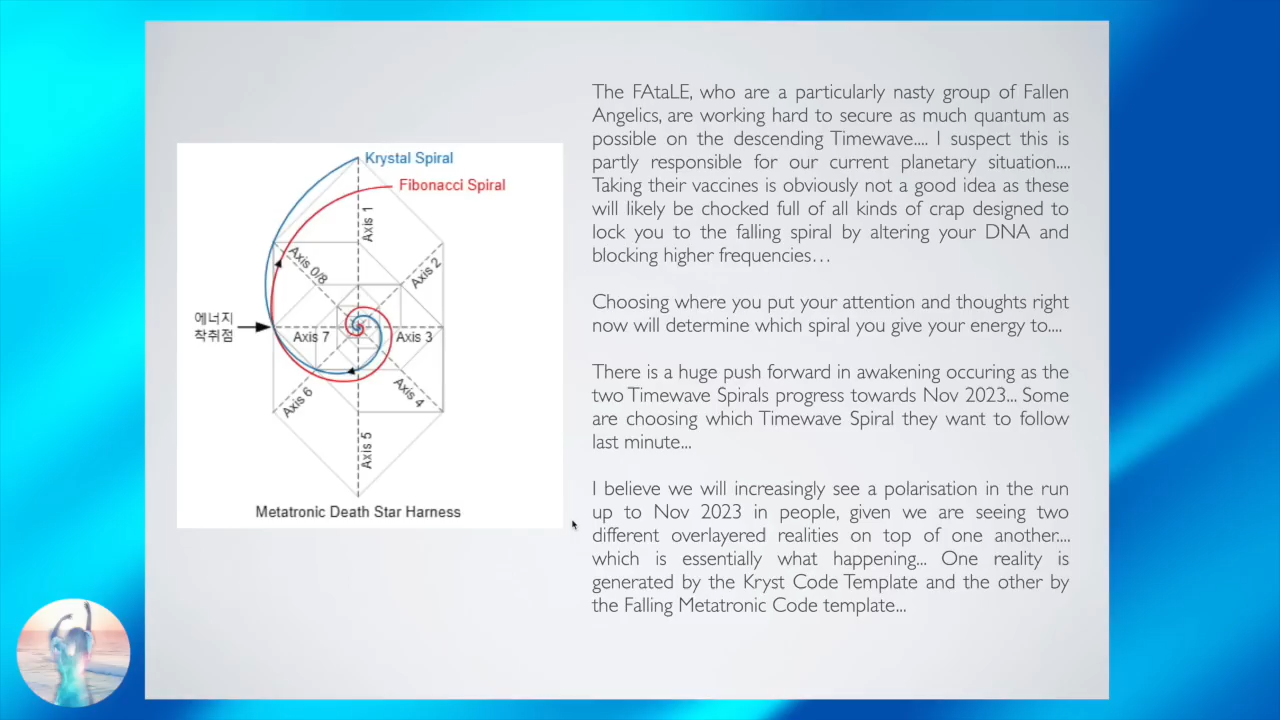 Krystal Spiral
Fibonacci Spiral
Axis 1
Axis 0/8
Axis 2
에너지
착취점
Axis 7
Axis 3
Axis 6
Axis 4
Axis 5
Metatronic Death Star Harness
The FAtaLE, who are a particularly nasty group of Fallen
Angelics, are working hard to secure as much quantum as
possible on the descending Timewave.... I suspect this is
partly responsible for our current planetary situation....
Taking their vaccines is obviously not a good idea as these
will likely be chocked full of all kinds of crap designed to
lock you to the falling spiral by altering your DNA and
blocking higher frequencies…
Choosing where you put your attention and thoughts right
now will determine which spiral you give your energy to....
There is a huge push forward in awakening occuring as the
two Timewave Spirals progress towards Nov 2023... Some
are choosing which Timewave Spiral they want to follow
last minute...
I believe we will increasingly see a polarisation in the run
up to Nov 2023 in people, given we are seeing two
different overlayered realities on top of one another....
which is essentially what happening... One reality is
generated by the Kryst Code Template and the other by
the Falling Metatronic Code template...